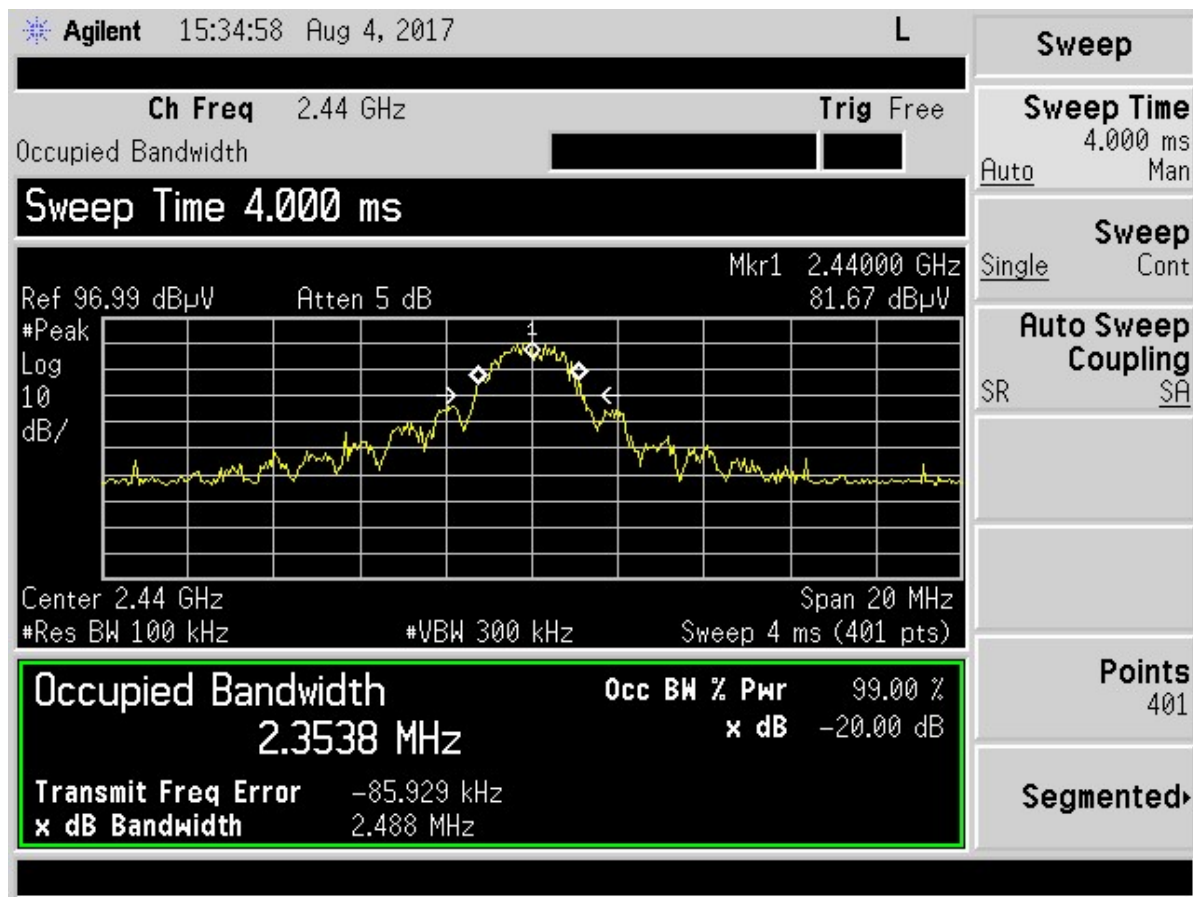 Agilent 15:34:58 Aug 4, 2017 L
Ch Freq 2.44 GHz Trig Free
Occupied Bandwidth
Sweep Time 4.000 ms
Mkr1 2.44000 GHz
Ref 96.99 dBµV Atten 5 dB 81.67 dBµV
#Peak
Log
10
dB/
1
Center 2.44 GHz Span 20 MHz
#Res BW 100 kHz #VBW 300 kHz Sweep 4 ms (401 pts)
Occupied Bandwidth Occ BW % Pwr 99.00 %
2.3538 MHz x dB -20.00 dB
Transmit Freq Error -85.929 kHz
x dB Bandwidth 2.488 MHz
Sweep
Sweep Time
4.000 ms
Auto Man
Sweep
Single Cont
Auto Sweep
Coupling
SR SA
Points
401
Segmented